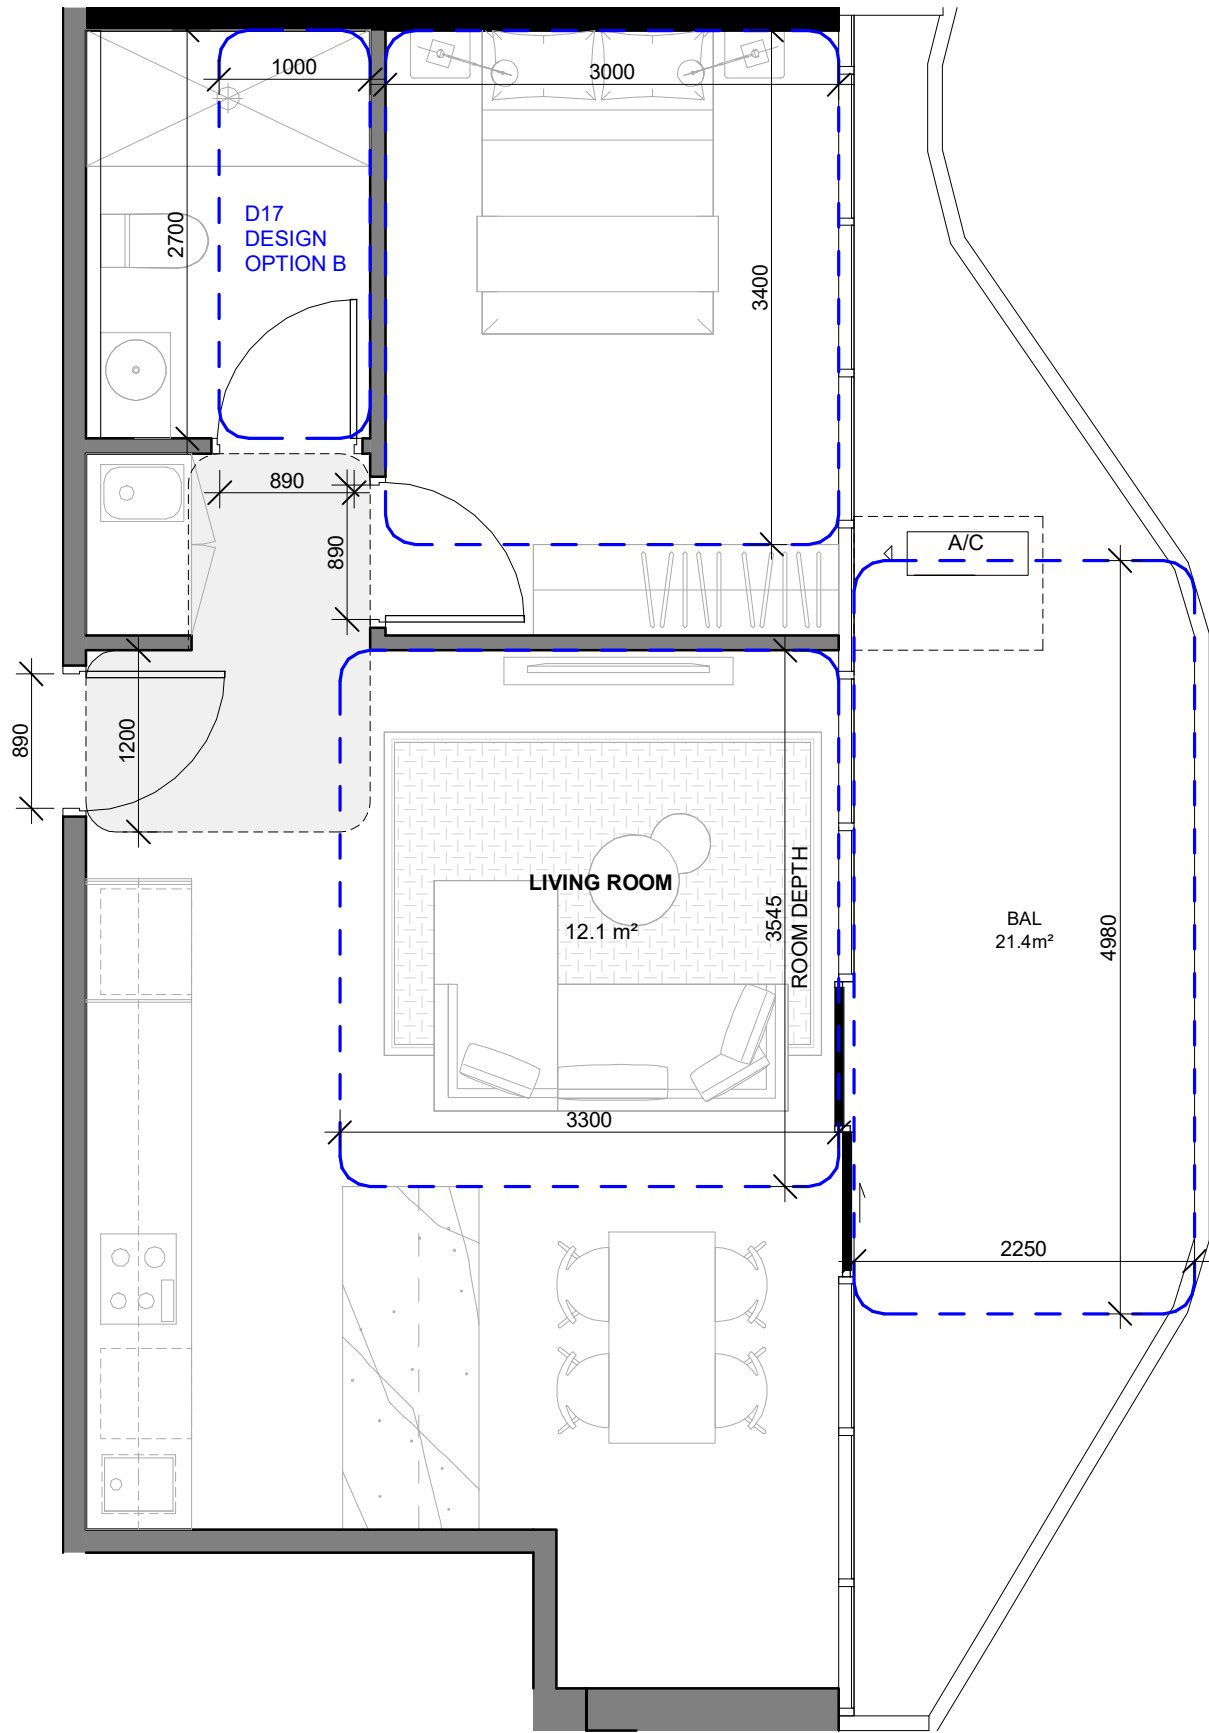 1000
3000
D17
DESIGN
OPTION B
2700
3400
890
890
A/C
890
1200
LIVING ROOM
12.1 m²
3545
ROOM DEPTH
BAL
21.4m²
4980
3300
2250